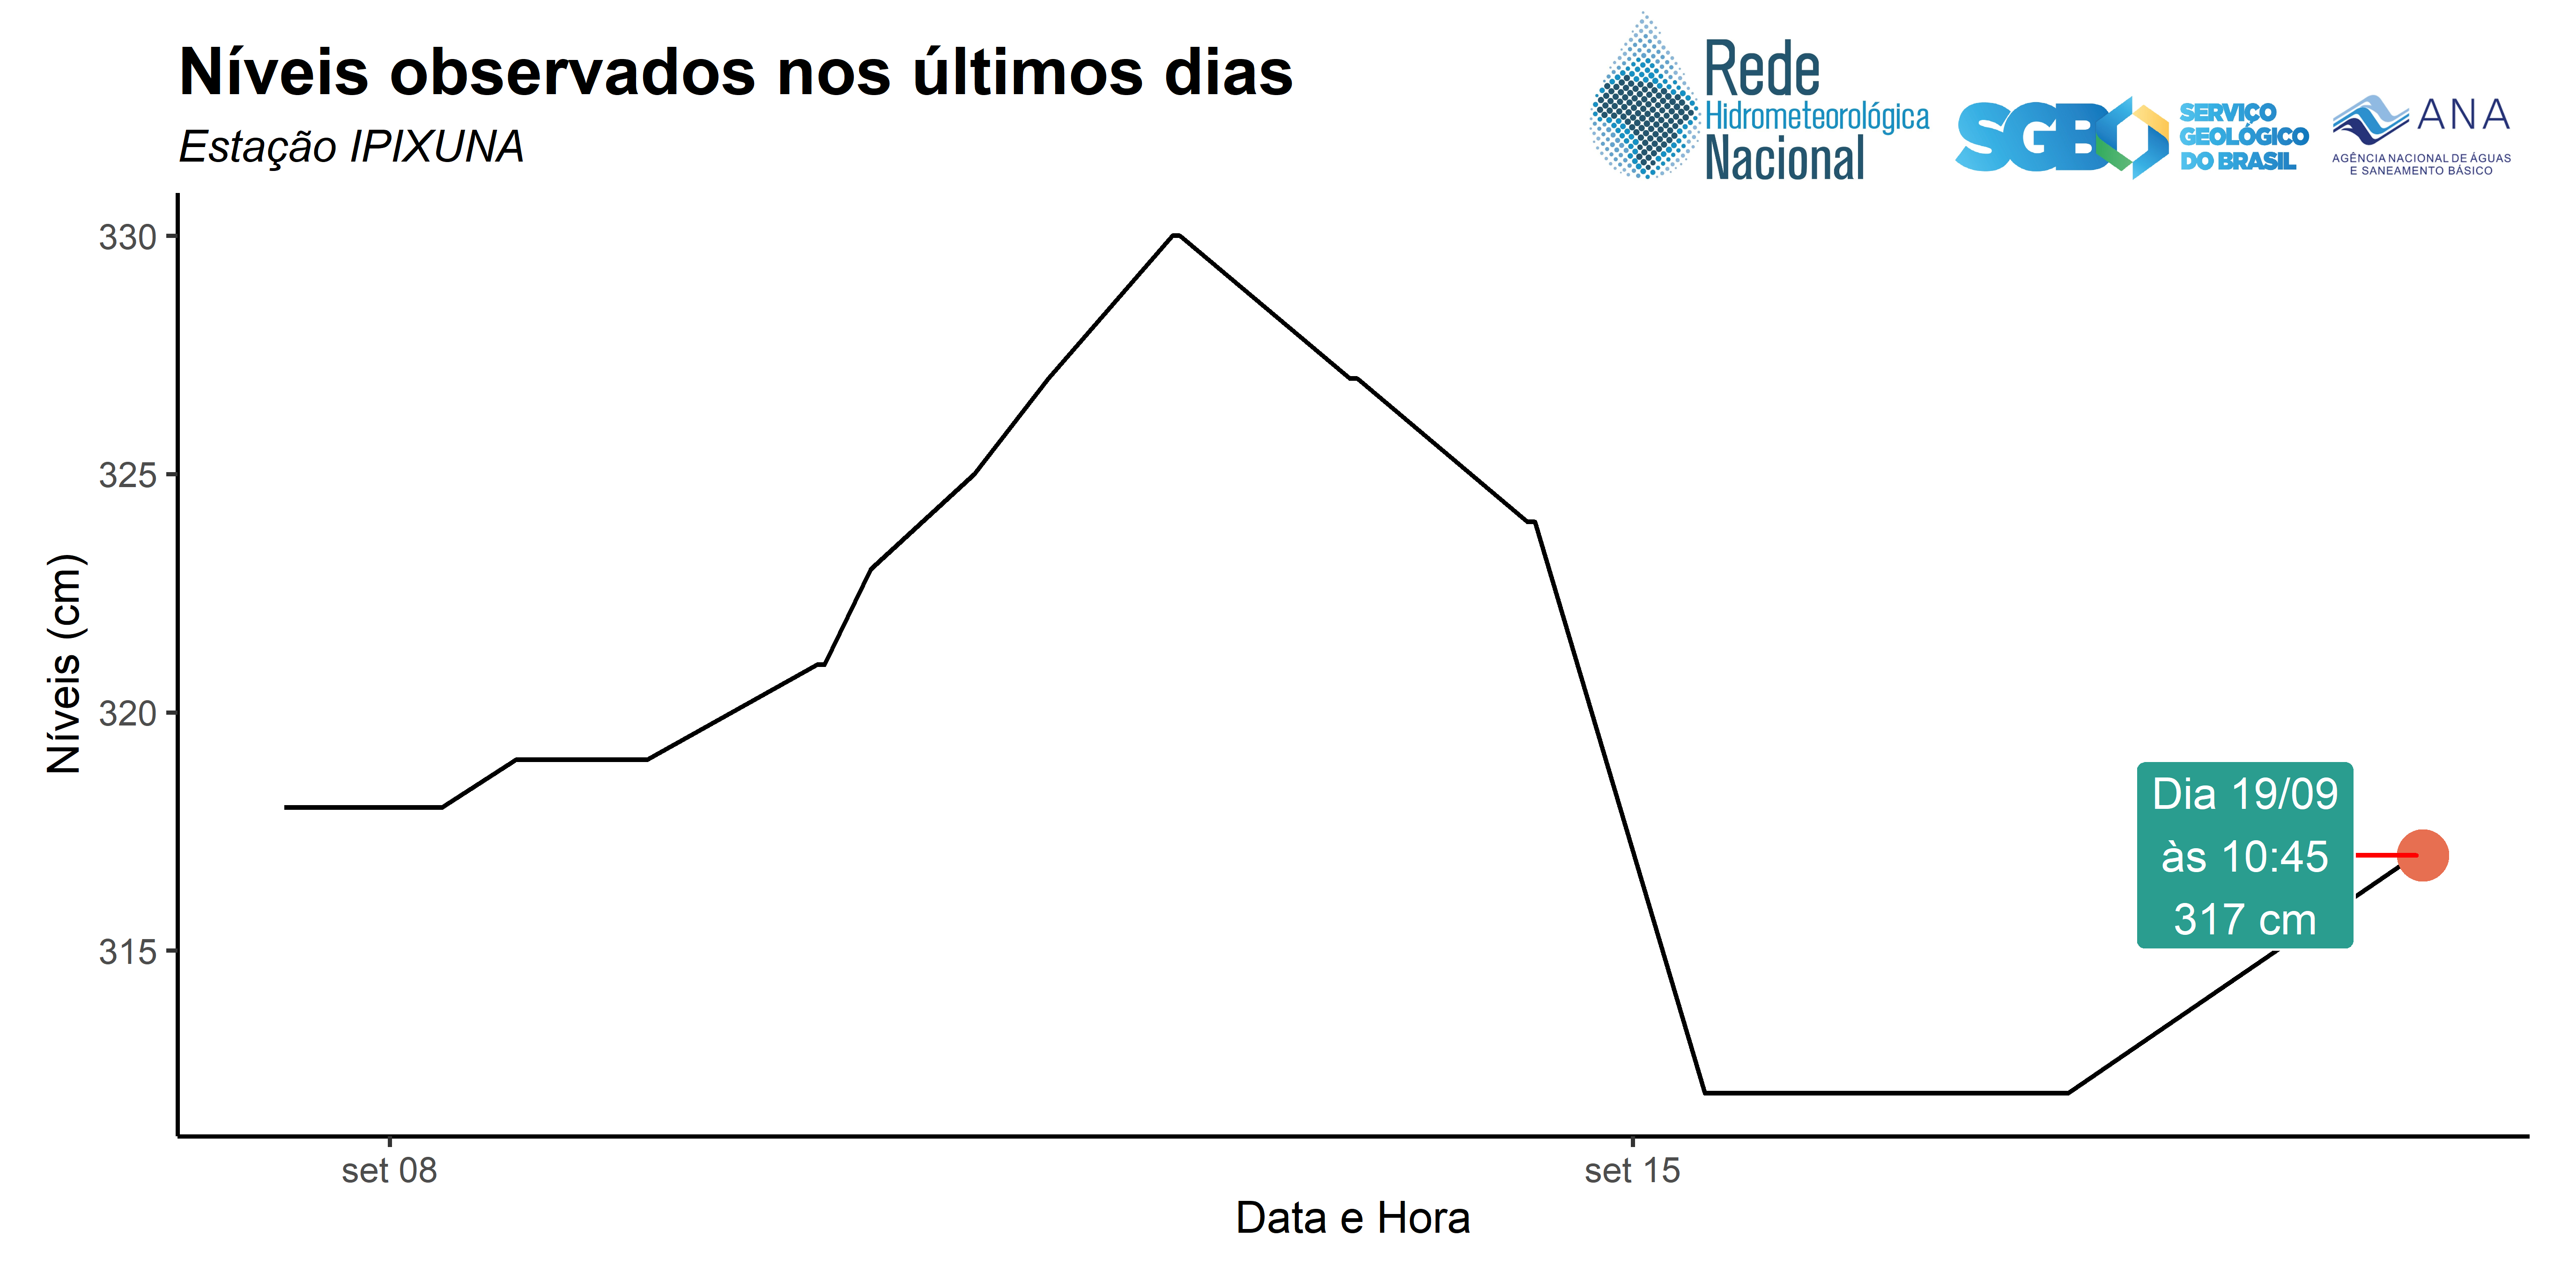 Níveis observados nos últimos dias
Estação IPIXUNA
Rede
Hidrometeorológica
Nacional
SGB
SERVIÇO
GEOLÓGICO
DO BRASIL
ANA
AGÊNCIA NACIONAL DE ÁGUAS
E SANEAMENTO BÁSICO
Níveis (cm)
330
325
320
315
Dia 19/09
às 10:45
317 cm
set 08
set 15
Data e Hora